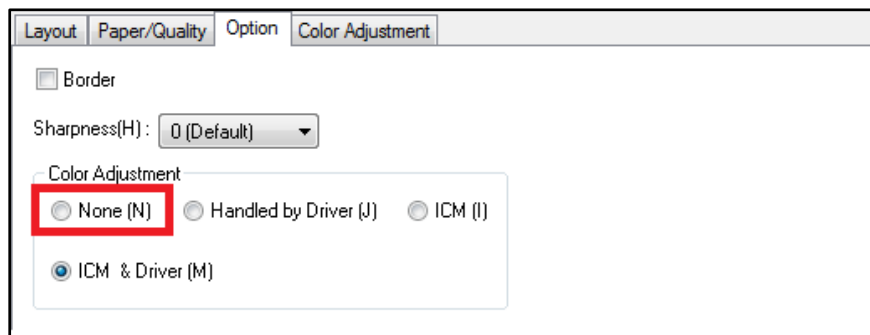 Layout Paper/Quality Option Color Adjustment
Border
Sharpness(H) : 0 (Default)
Color Adjustment
None (N) Handled by Driver (J) ICM (I)
ICM & Driver (M)